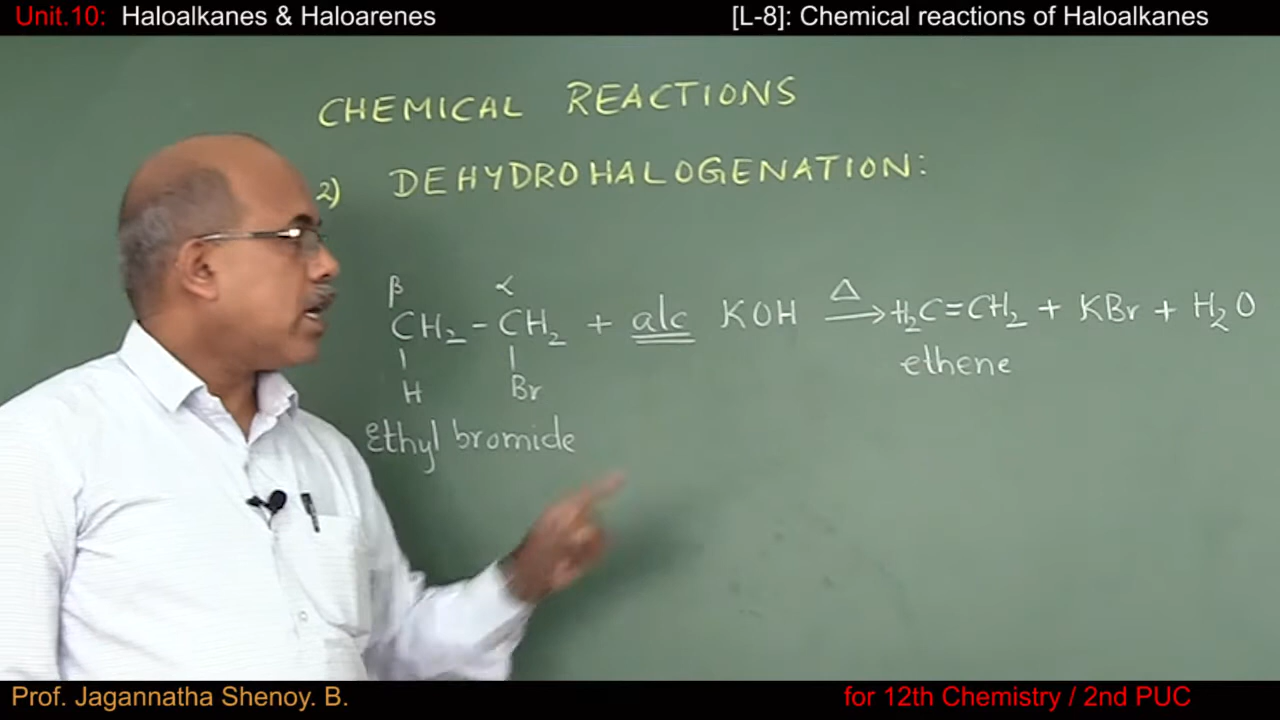 Unit.10: Haloalkanes & Haloarenes [L-8]: Chemical reactions of Haloalkanes
CHEMICAL REACTIONS
2) DEHYDROHALOGENATION:
β α
CH₂ - CH₂ + alc KOH Δ→ H₂C=CH₂ + KBr + H₂O
| |
H Br
ethene
Ethyl bromide
Prof. Jagannatha Shenoy. B. for 12th Chemistry / 2nd PUC